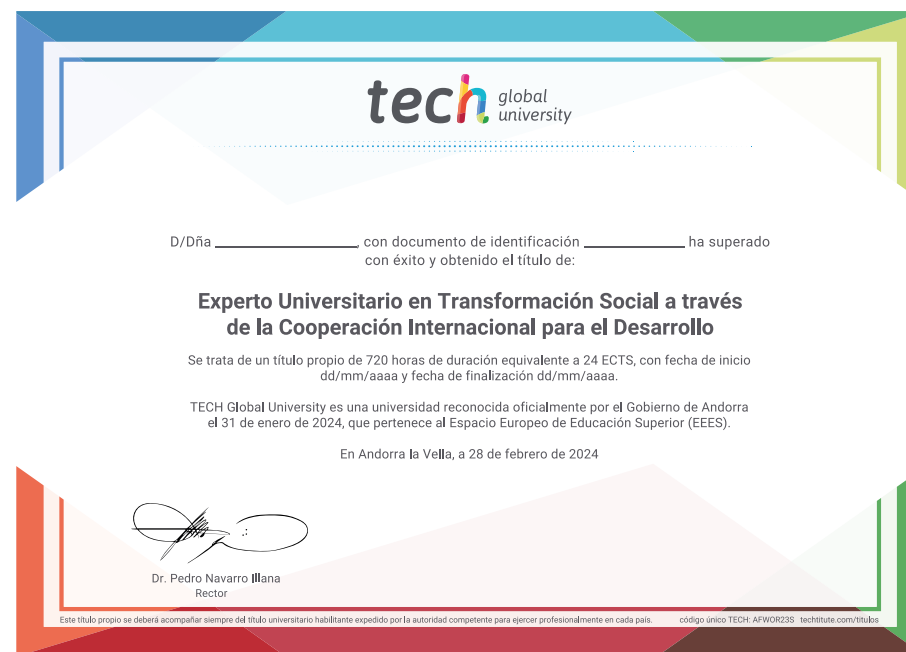 tech global university
D/Dña ______________, con documento de identificación ______________ ha superado
con éxito y obtenido el título de:
Experto Universitario en Transformación Social a través
de la Cooperación Internacional para el Desarrollo
Se trata de un título propio de 720 horas de duración equivalente a 24 ECTS, con fecha de inicio
dd/mm/aaaa y fecha de finalización dd/mm/aaaa.
TECH Global University es una universidad reconocida oficialmente por el Gobierno de Andorra
el 31 de enero de 2024, que pertenece al Espacio Europeo de Educación Superior (EEES).
En Andorra la Vella, a 28 de febrero de 2024
Dr. Pedro Navarro Illana
Rector
Este título propio se deberá acompañar siempre del título universitario habilitante expedido por la autoridad competente para ejercer profesionalmente en cada país. código único TECH: AFWOR23S techtitute.com/titulos